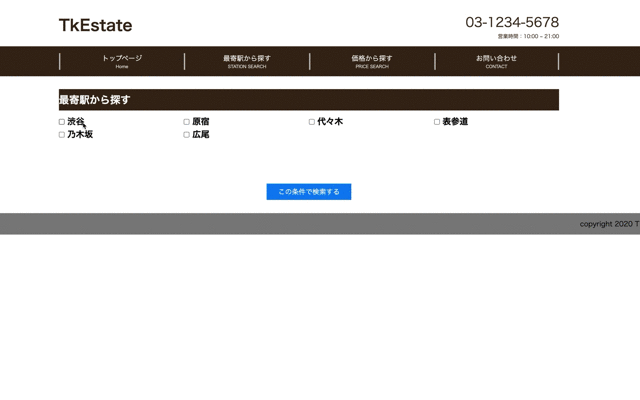 TkEstate
03-1234-5678
営業時間：10:00 ~ 21:00
トップページ
Home
最寄駅から探す
STATION SEARCH
価格から探す
PRICE SEARCH
お問い合わせ
CONTACT
最寄駅から探す
渋谷 原宿 代々木 表参道
乃木坂 広尾
この条件で検索する
copyright 2020 T